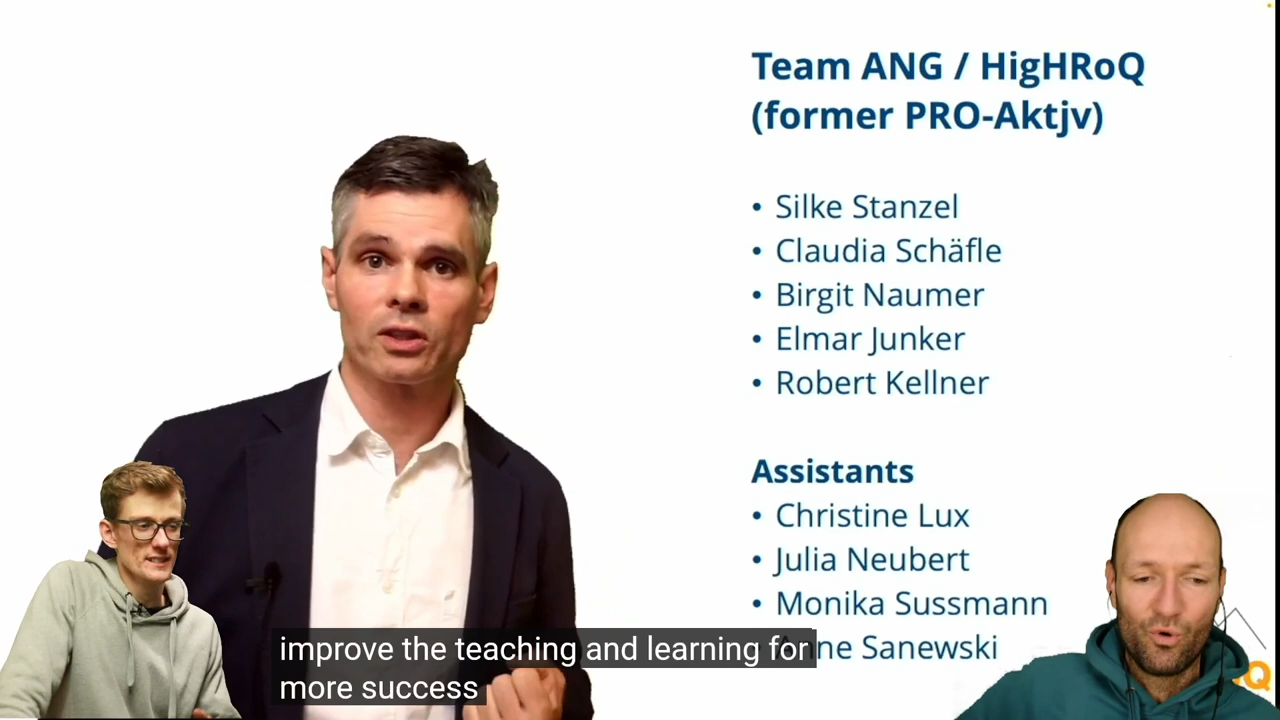 Team ANG / HigHRoQ
(former PRO-Aktjv)
• Silke Stanzel
• Claudia Schäfle
• Birgit Naumer
• Elmar Junker
• Robert Kellner
Assistants
• Christine Lux
• Julia Neubert
• Monika Sussmann
Sanewski
improve the teaching and learning for
more success